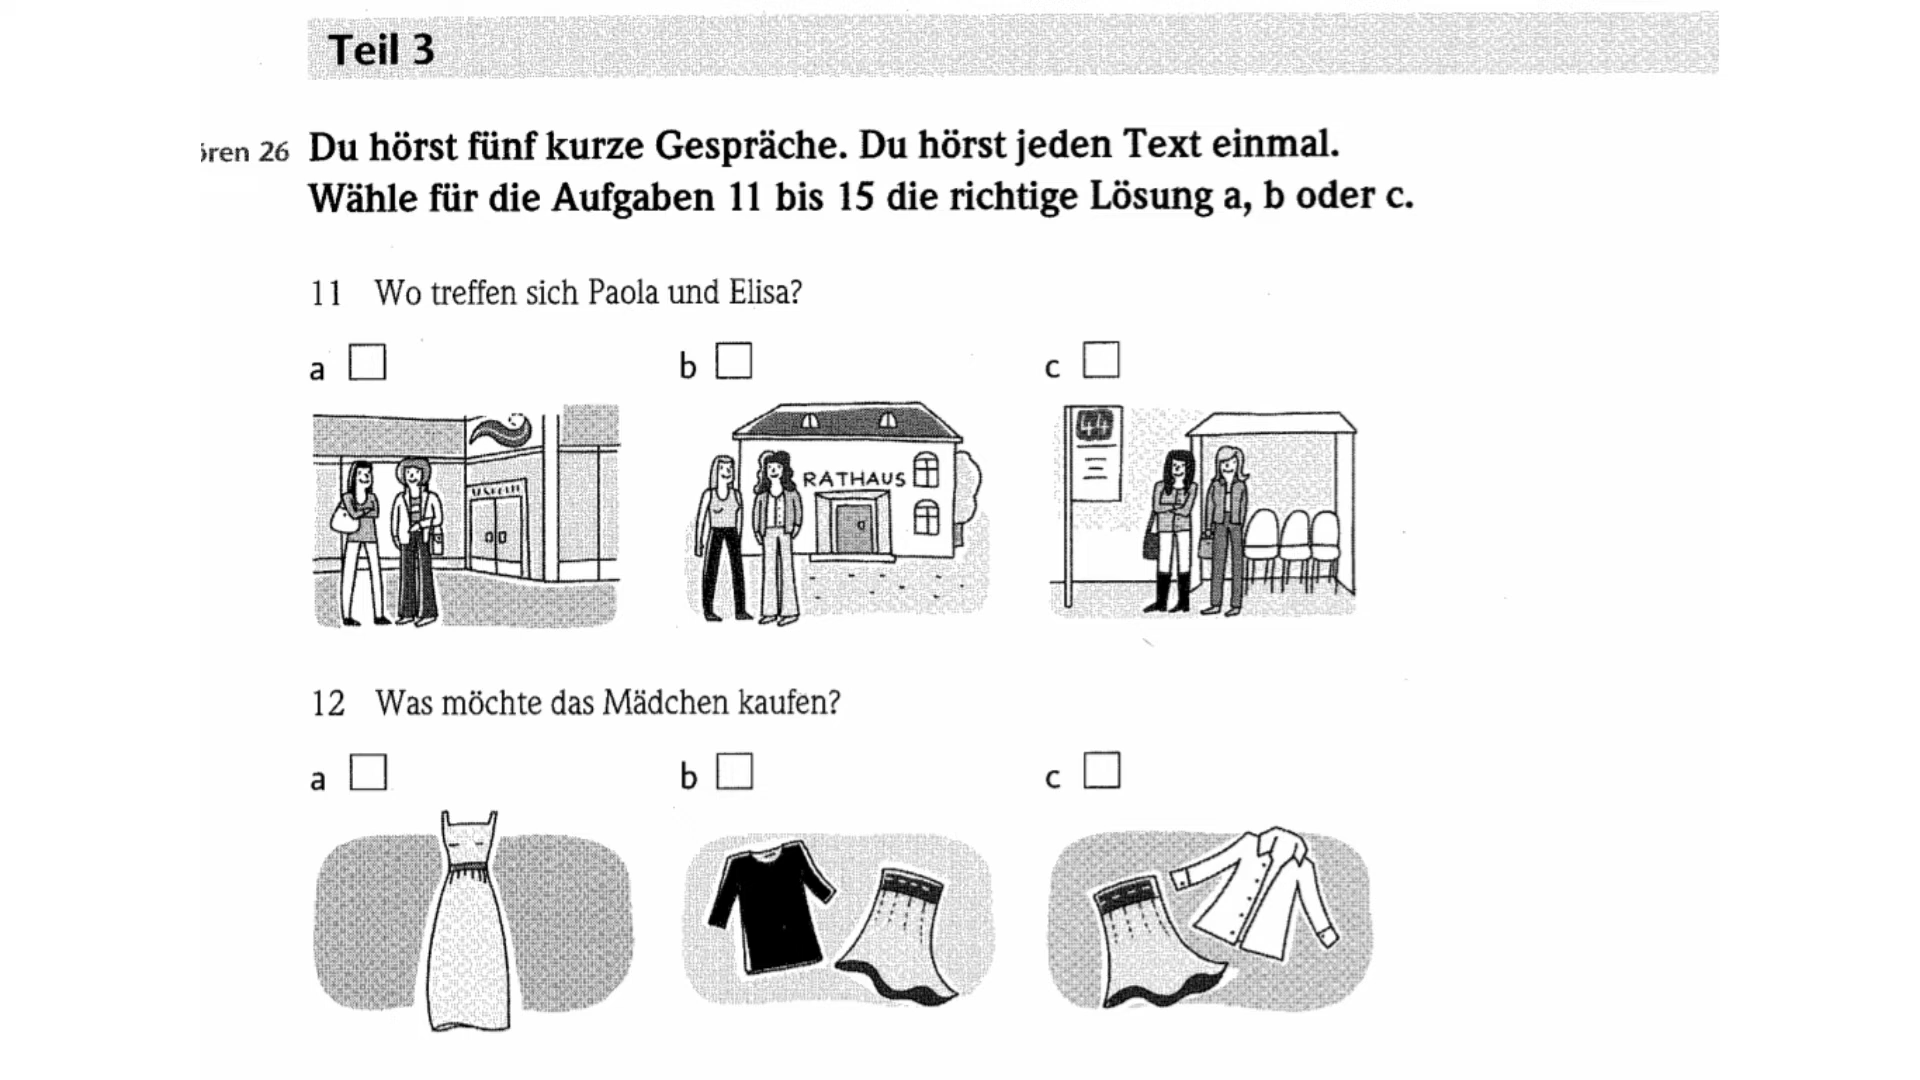 Teil 3
ören 26 Du hörst fünf kurze Gespräche. Du hörst jeden Text einmal.
Wähle für die Aufgaben 11 bis 15 die richtige Lösung a, b oder c.
11 Wo treffen sich Paola und Elisa?
a b c
RATHAUS
12 Was möchte das Mädchen kaufen?
a b c